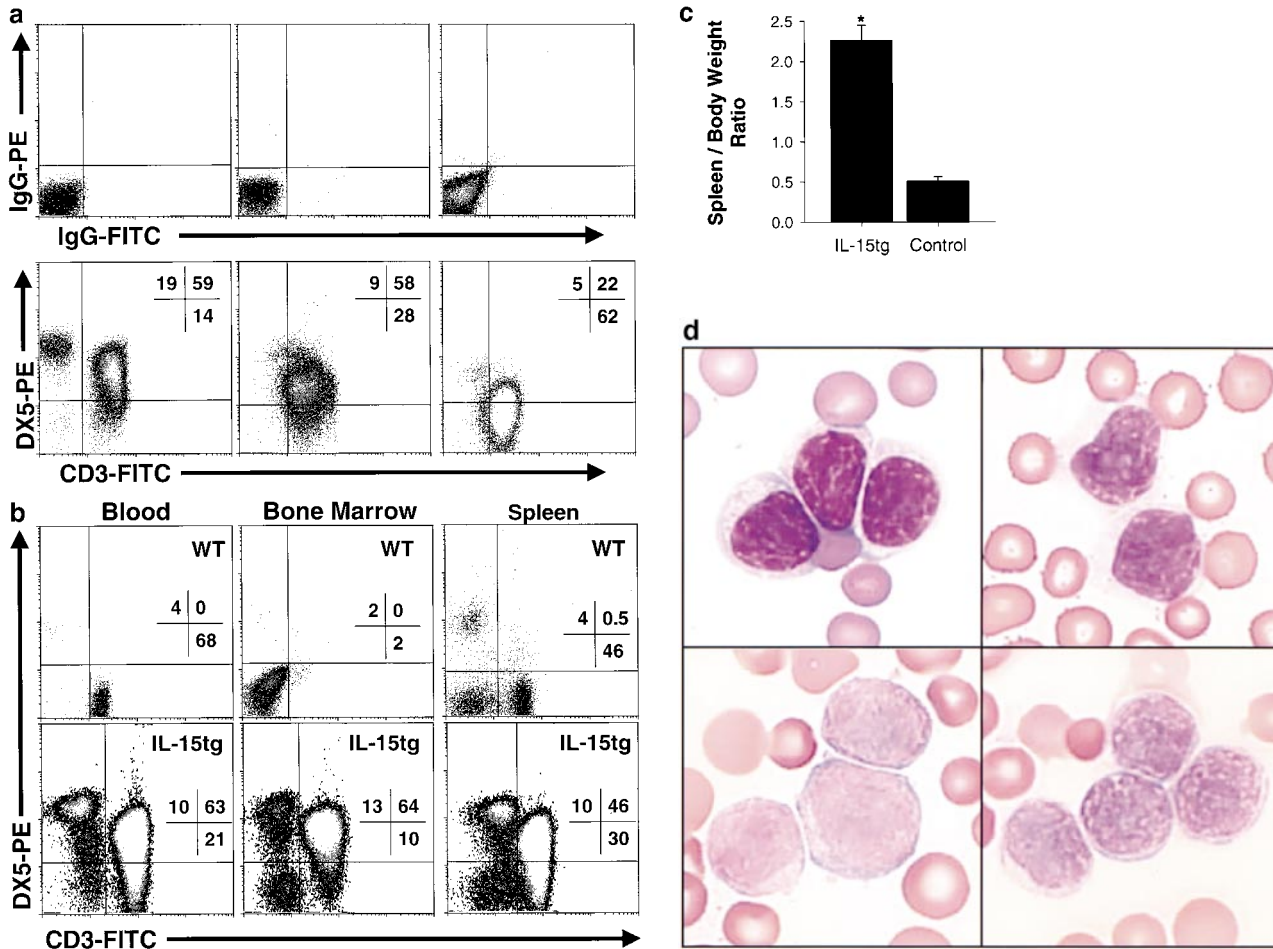 a
IgG-PE
IgG-FITC
19 59
14
9 58
28
5 22
62
DX5-PE
CD3-FITC
b
Blood
Bone Marrow
Spleen
WT
4 0
68
WT
2 0
2
WT
4 0.5
46
IL-15tg
10 63
21
IL-15tg
13 64
10
IL-15tg
10 46
30
DX5-PE
CD3-FITC
c
Spleen / Body Weight
Ratio
2.5
2.0
1.5
1.0
0.5
0.0
*
IL-15tg Control
d